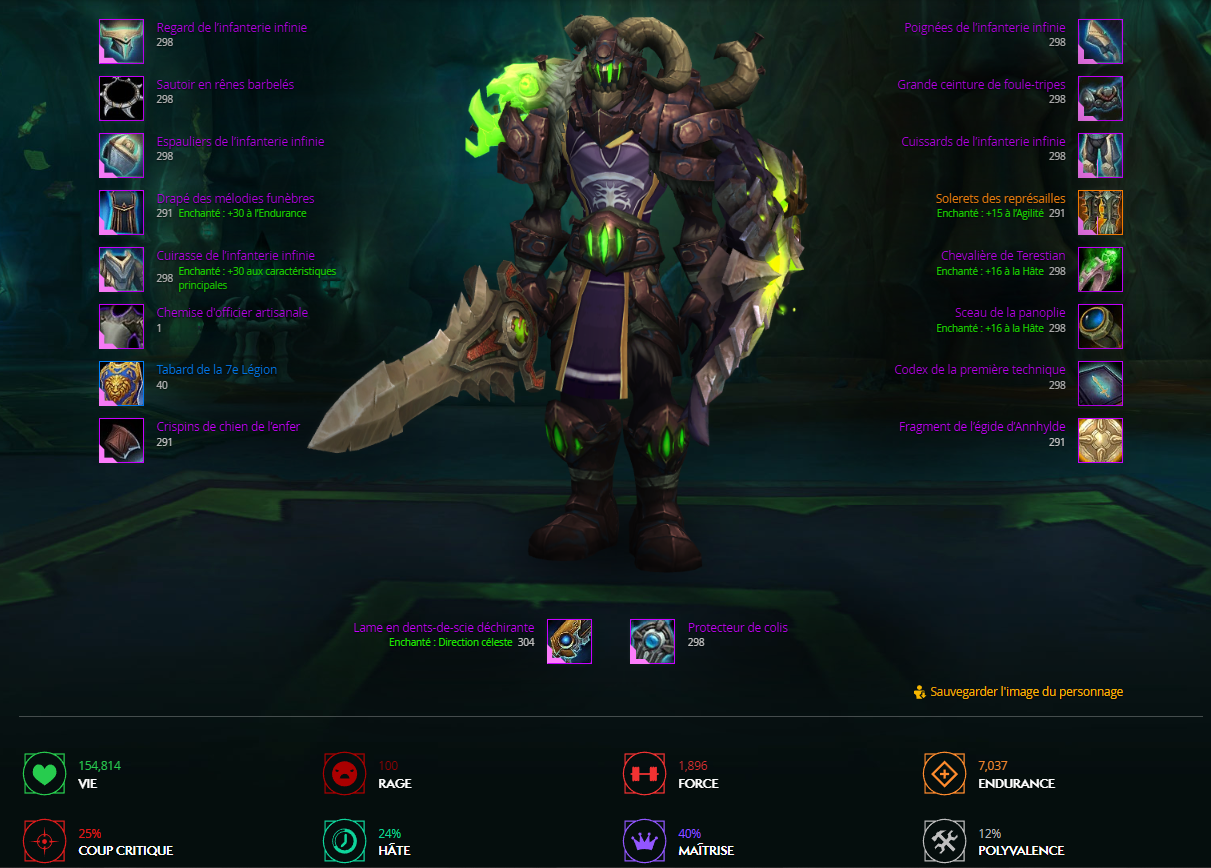 Regard de l'infanterie infinie
298
Sautoir en rênes barbelés
298
Espauliers de l'infanterie infinie
298
Drapé des mélodies funèbres
291 Enchanté : +30 à l'Endurance
Cuirasse de l'infanterie infinie
298 Enchanté : +30 aux caractéristiques
principales
Chemise d'officier artisanale
1
Tabard de la 7e Légion
40
Crispins de chien de l'enfer
291
Poignées de l'infanterie infinie
298
Grande ceinture de foule-tripes
298
Cuissards de l'infanterie infinie
298
Solerets des représailles
Enchanté : +15 à l'Agilité 291
Chevalière de Terestian
Enchanté : +16 à la Hâte 298
Sceau de la panoplie
Enchanté : +16 à la Hâte 298
Codex de la première technique
298
Fragment de l'égide d'Annhylde
291
Lame en dents-de-scie déchirante
Enchanté : Direction céleste 304
Protecteur de colis
298
Sauvegarder l'image du personnage
154,814
VIE
100
RAGE
1,896
FORCE
7,037
ENDURANCE
25%
COUP CRITIQUE
24%
HÂTE
40%
MAÎTRISE
12%
POLYVALENCE